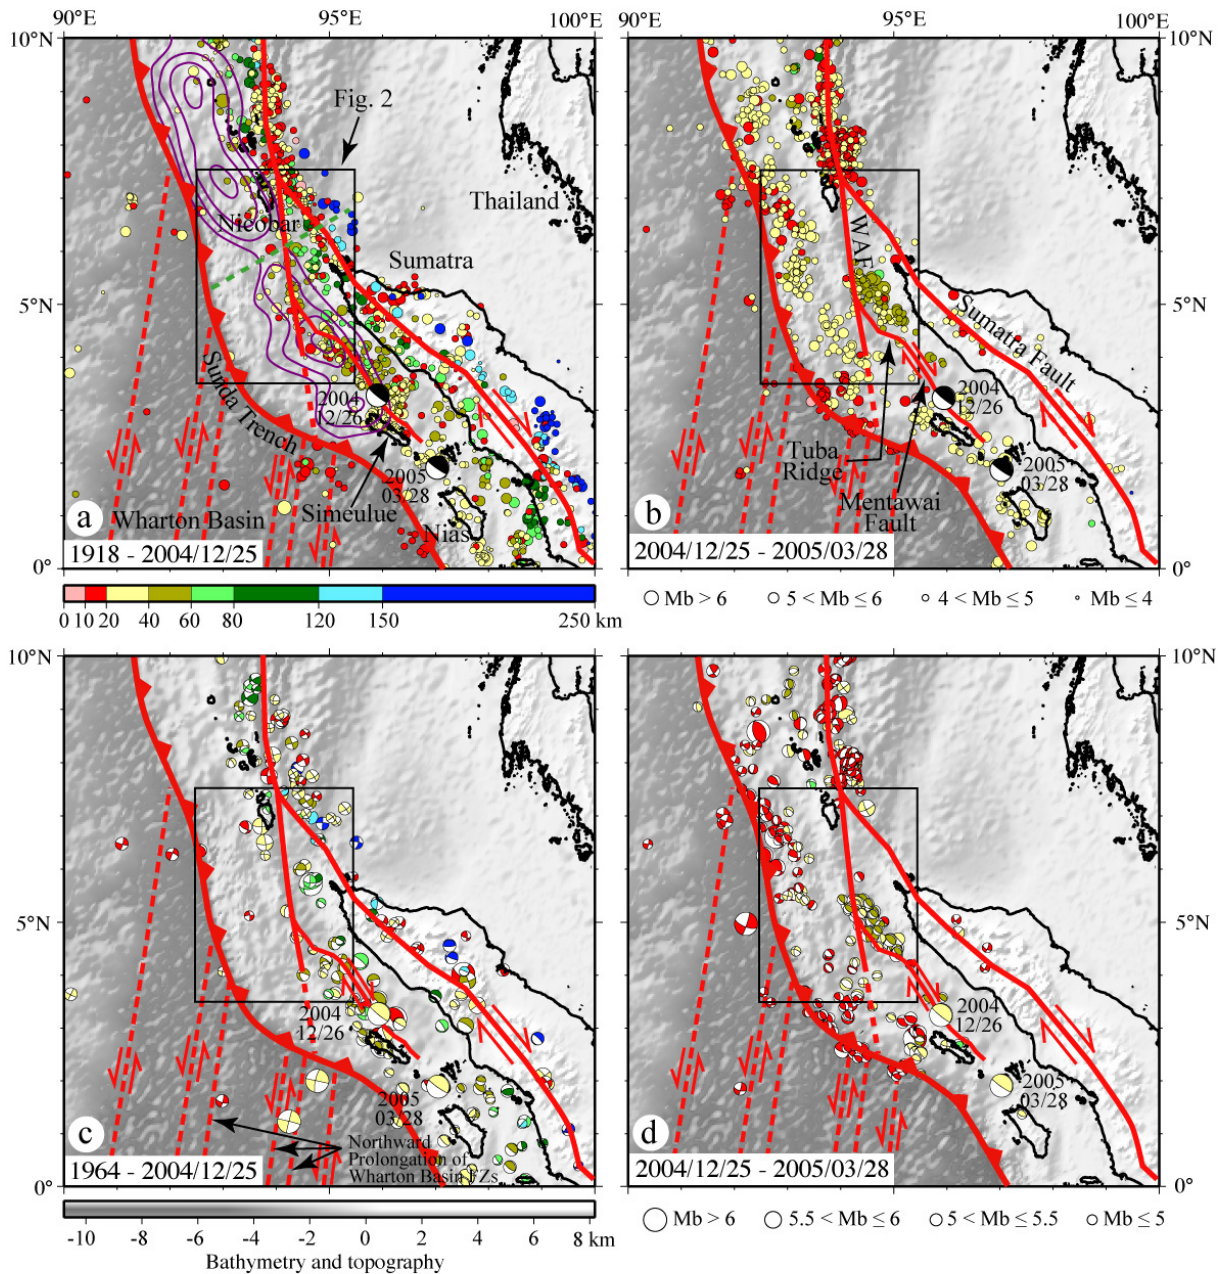 90°E 95°E 100°E
90°E 95°E 100°E
10°N
10°N
Fig. 2
Thailand
Nicobar
Sumatra
5°N
Sunda Trench
2004
12/26
2005
03/28
Simeulue
Nias
Wharton Basin
a
1918 - 2004/12/25
0°
WAF
5°N
Sumatra Fault
2004
12/26
Tuba
Ridge
2005
03/28
Mentawai
Fault
b
2004/12/25 - 2005/03/28
0°
0 10 20 40 60 80 120 150 250 km
Mb > 6 5 < Mb ≤ 6 4 < Mb ≤ 5 Mb ≤ 4
10°N
10°N
5°N
2004
12/26
2005
03/28
c
Northward
Prolongation of
Wharton Basin FZs
1964 - 2004/12/25
0°
5°N
2004
12/26
2005
03/28
d
2004/12/25 - 2005/03/28
0°
-10 -8 -6 -4 -2 0 2 4 6 8 km
Bathymetry and topography
Mb > 6 5.5 < Mb ≤ 6 5 < Mb ≤ 5.5 Mb ≤ 5